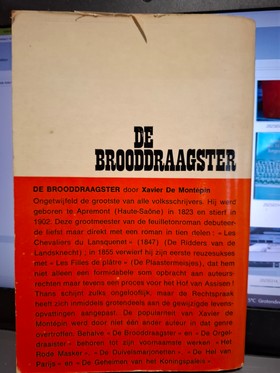 DE
BROODDRAAGSTER
DE BROODDRAAGSTER door Xavier De Montepin
Ongetwijfeld de grootste van alle volksschrijvers. Hij werd
geboren te Apremont (Haute-Saône) in 1823 en stierf in
1902. Deze grootmeester van de feuilletonroman debuteer-
de liefst maar direkt met een roman in tien delen: « Les
Chevaliers du Lansquenet » (1847) (De Ridders van de
Landsknecht); in 1855 verwierf hij zijn eerste reuzesukses
met « Les Filles de plâtre » (De Plaastermeisjes), dat hem
niet alleen een formidabele som opbracht aan auteurs-
rechten maar tevens een proces voor het Hof van Assisen!
Thans schijnt zulks ongelooflijk, maar de Rechtspraak
heeft zich inmiddels grotendeels aan de gewijzigde levens-
opvattingen aangepast. De populariteit van Xavier de
Montepin werd door niet één ander auteur in dat genre
overtroffen. Behalve « De Brooddraagster » en « De Orgel-
draaister » behoren tot zijn voornaamste werken « Het
Rode Masker », « De Duivelsmarjonetten », « De Hel van
Parijs » en « De Geheimen van het Koningspaleis »